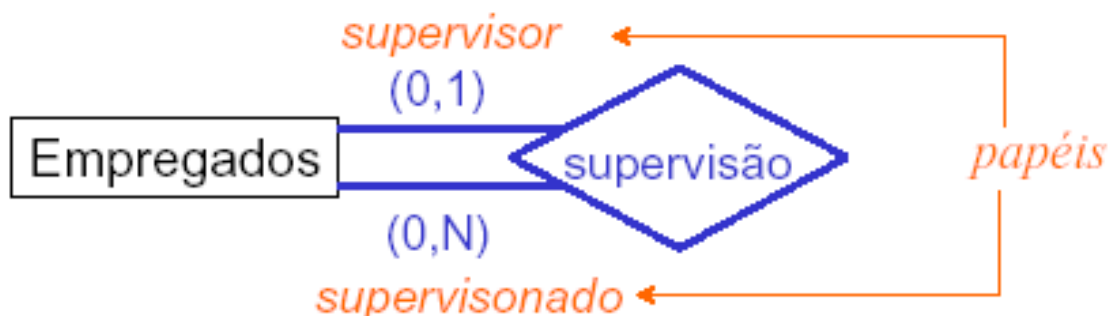 supervisor
(0,1)
Empregados
supervisão
papéis
(0,N)
supervisonado